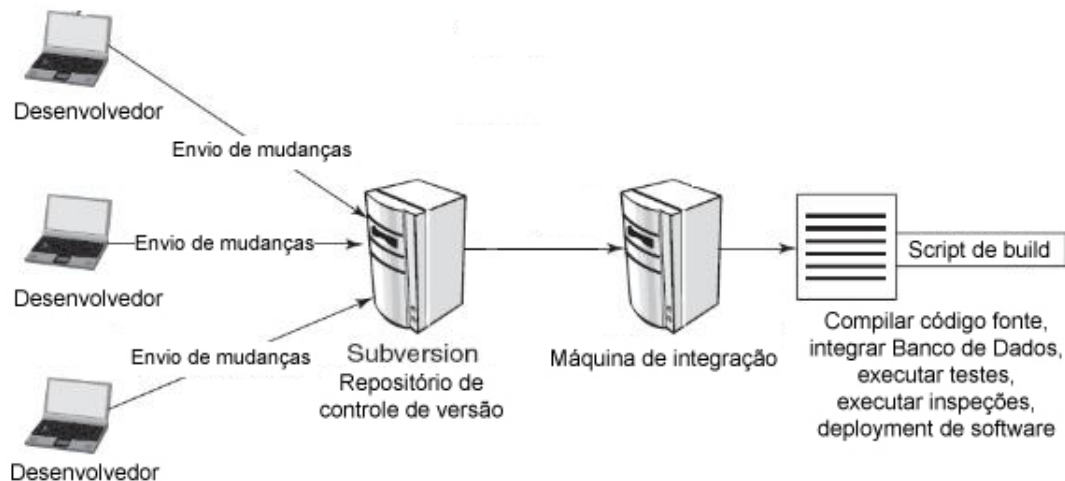 Desenvolvedor
Envio de mudanças
Desenvolvedor
Envio de mudanças
Desenvolvedor
Envio de mudanças
Subversion
Repositório de
controle de versão
Máquina de integração
Script de build
Compilar código fonte,
integrar Banco de Dados,
executar testes,
executar inspeções,
deployment de software